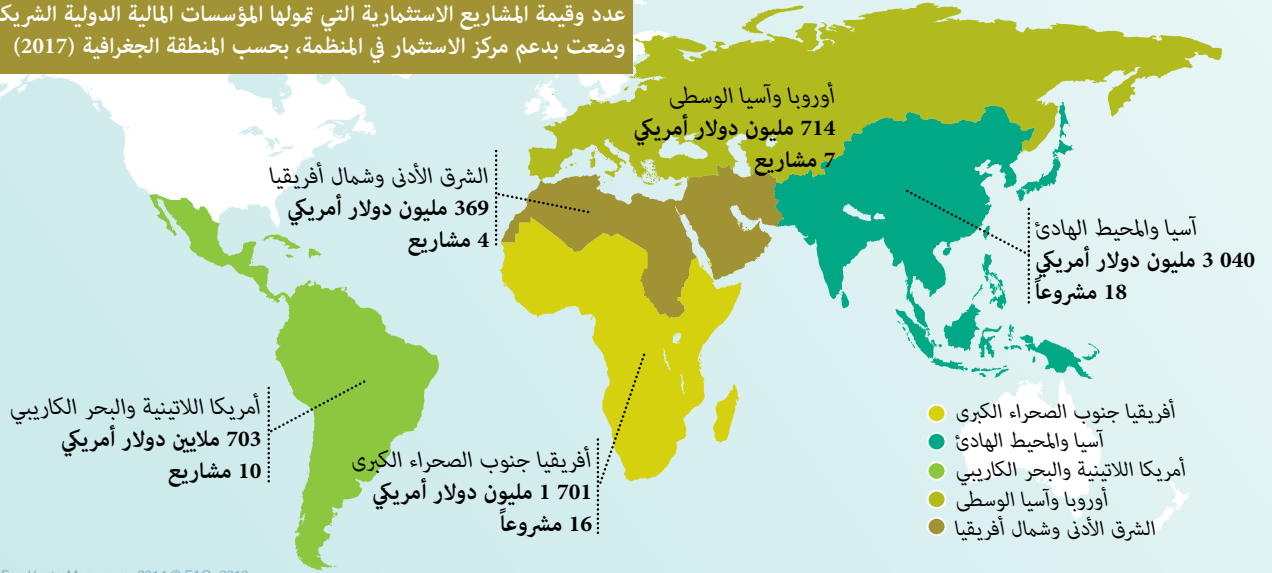 عدد وقيمة المشاريع الاستثمارية التي تمولها المؤسسات المالية الدولية
وضعت بدعم مركز الاستثمار في المنظمة، بحسب المنطقة الجغرافية (2017)
أوروبا وآسيا الوسطى
714 مليون دولار أمريكي
7 مشاريع
الشرق الأدنى وشمال أفريقيا
369 مليون دولار أمريكي
4 مشاريع
آسيا والمحيط الهادئ
3 040 مليون دولار أمريكي
18 مشروعاً
أمريكا اللاتينية والبحر الكاريبي
703 ملايين دولار أمريكي
10 مشاريع
أفريقيا جنوب الصحراء الكبرى
1 701 مليون دولار أمريكي
16 مشروعاً
أفريقيا جنوب الصحراء الكبرى
آسيا والمحيط الهادئ
أمريكا اللاتينية والبحر الكاريبي
أوروبا وآسيا الوسطى
الشرق الأدنى وشمال أفريقيا